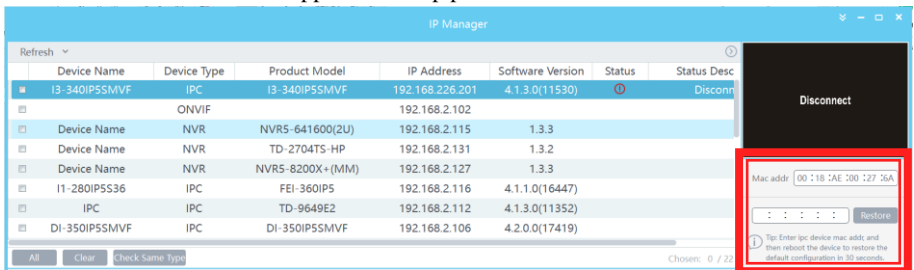 IP Manager
Refresh
Device Name Device Type Product Model IP Address Software Version Status Status Desc
I3-340IP5SMVF IPC I3-340IP5SMVF 192.168.226.201 4.1.3.0(11530) Disconn
ONVIF 192.168.2.102
Device Name NVR NVR5-641600(2U) 192.168.2.115 1.3.3
Device Name NVR TD-2704TS-HP 192.168.2.131 1.3.2
Device Name NVR NVR5-8200X+(MM) 192.168.2.127 1.3.3
I1-280IP5S36 IPC FEI-360IP5 192.168.2.116 4.1.1.0(16447)
IPC IPC TD-9649E2 192.168.2.112 4.1.3.0(11352)
DI-350IP5SMVF IPC DI-350IP5SMVF 192.168.2.106 4.2.0.0(17419)
All Clear Check Same Type Chosen: 0 / 22
Disconnect
Mac addr 00 : 18 : AE : 00 : 27 : 6A
: : : : : Restore
Tip: Enter ipc device mac addr, and
then reboot the device to restore the
default configuration in 30 seconds.